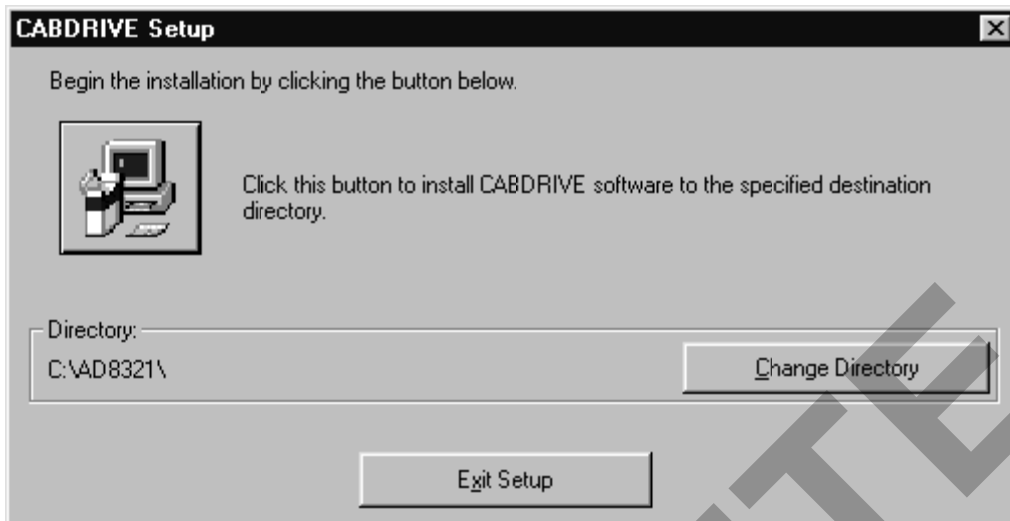 CABDRIVE Setup
Begin the installation by clicking the button below.
Click this button to install CABDRIVE software to the specified destination
directory.
Directory:
C:\AD8321\
Change Directory
Exit Setup